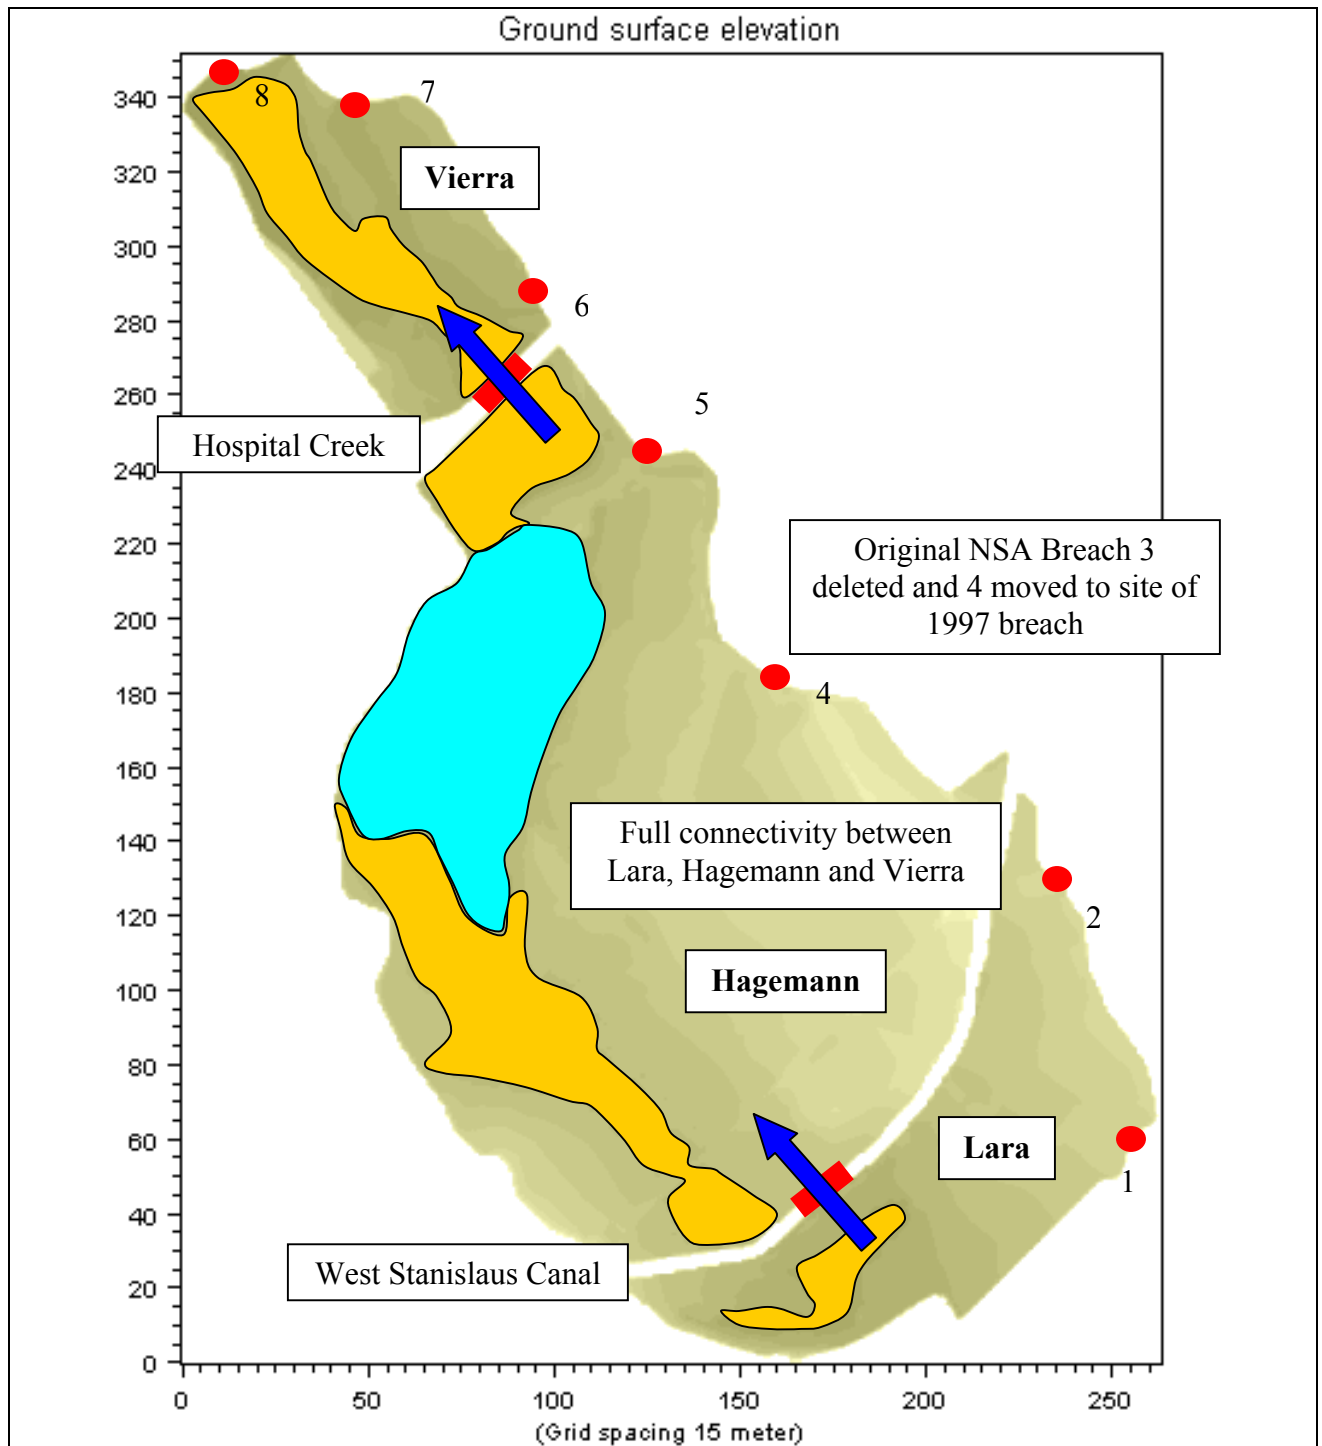 Ground surface elevation
340
320
300
280
260
240
220
200
180
160
140
120
100
80
60
40
20
0
8
7
Vierra
6
5
Hospital Creek
Original NSA Breach 3
deleted and 4 moved to site of
1997 breach
4
Full connectivity between
Lara, Hagemann and Vierra
2
Hagemann
Lara
1
West Stanislaus Canal
0 50 100 150 200 250
(Grid spacing 15 meter)